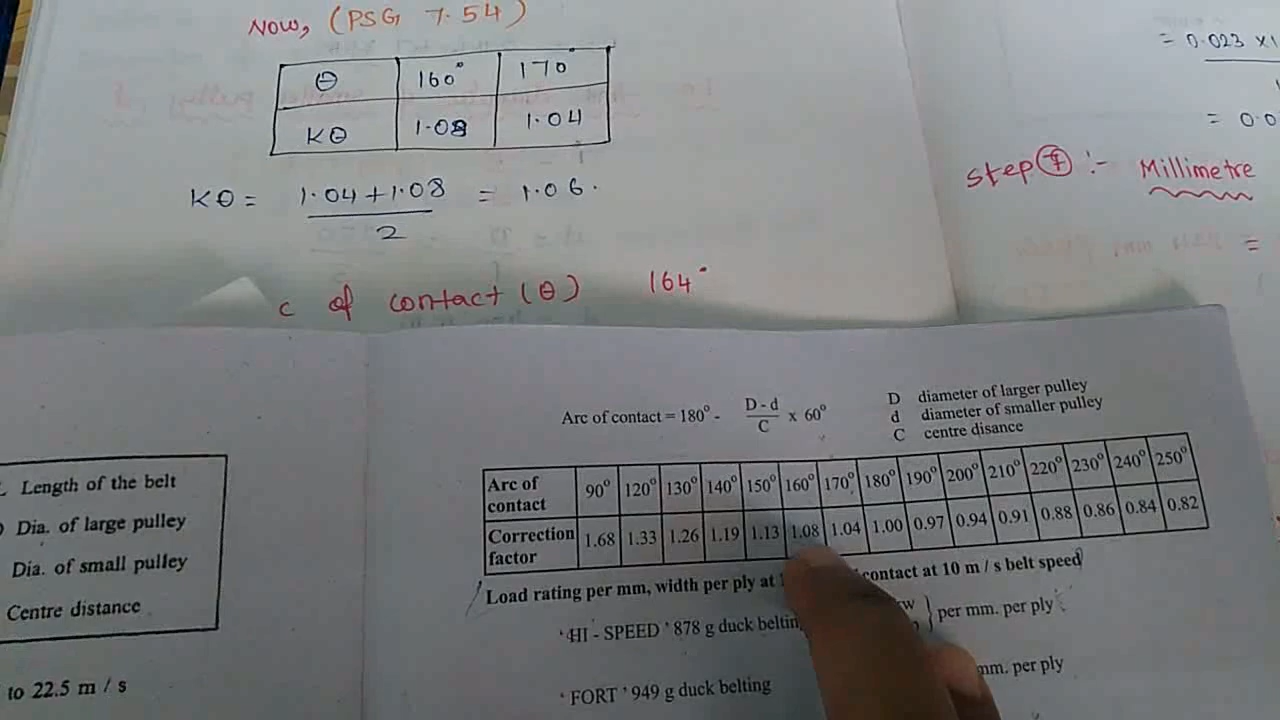 Now, (PSG 7.54)
θ 160° 170°
Kθ 1.08 1.04
Kθ = 1.04+1.08 / 2 = 1.06.
c of contact (θ) 164°
= 0.023 × 1
= 0.0
step 7 :- Millimetre
=
Length of the belt
Dia. of large pulley
Dia. of small pulley
Centre distance
to 22.5 m / s
Arc of contact = 180° - D - d / C x 60°
D diameter of larger pulley
d diameter of smaller pulley
C centre disance
Arc of contact 90° 120° 130° 140° 150° 160° 170° 180° 190° 200° 210° 220° 230° 240° 250°
Correction factor 1.68 1.33 1.26 1.19 1.13 1.08 1.04 1.00 0.97 0.94 0.91 0.88 0.86 0.84 0.82
Load rating per mm, width per ply at contact at 10 m / s belt speed
' HI - SPEED ' 878 g duck belting } per mm. per ply
' FORT ' 949 g duck belting mm. per ply